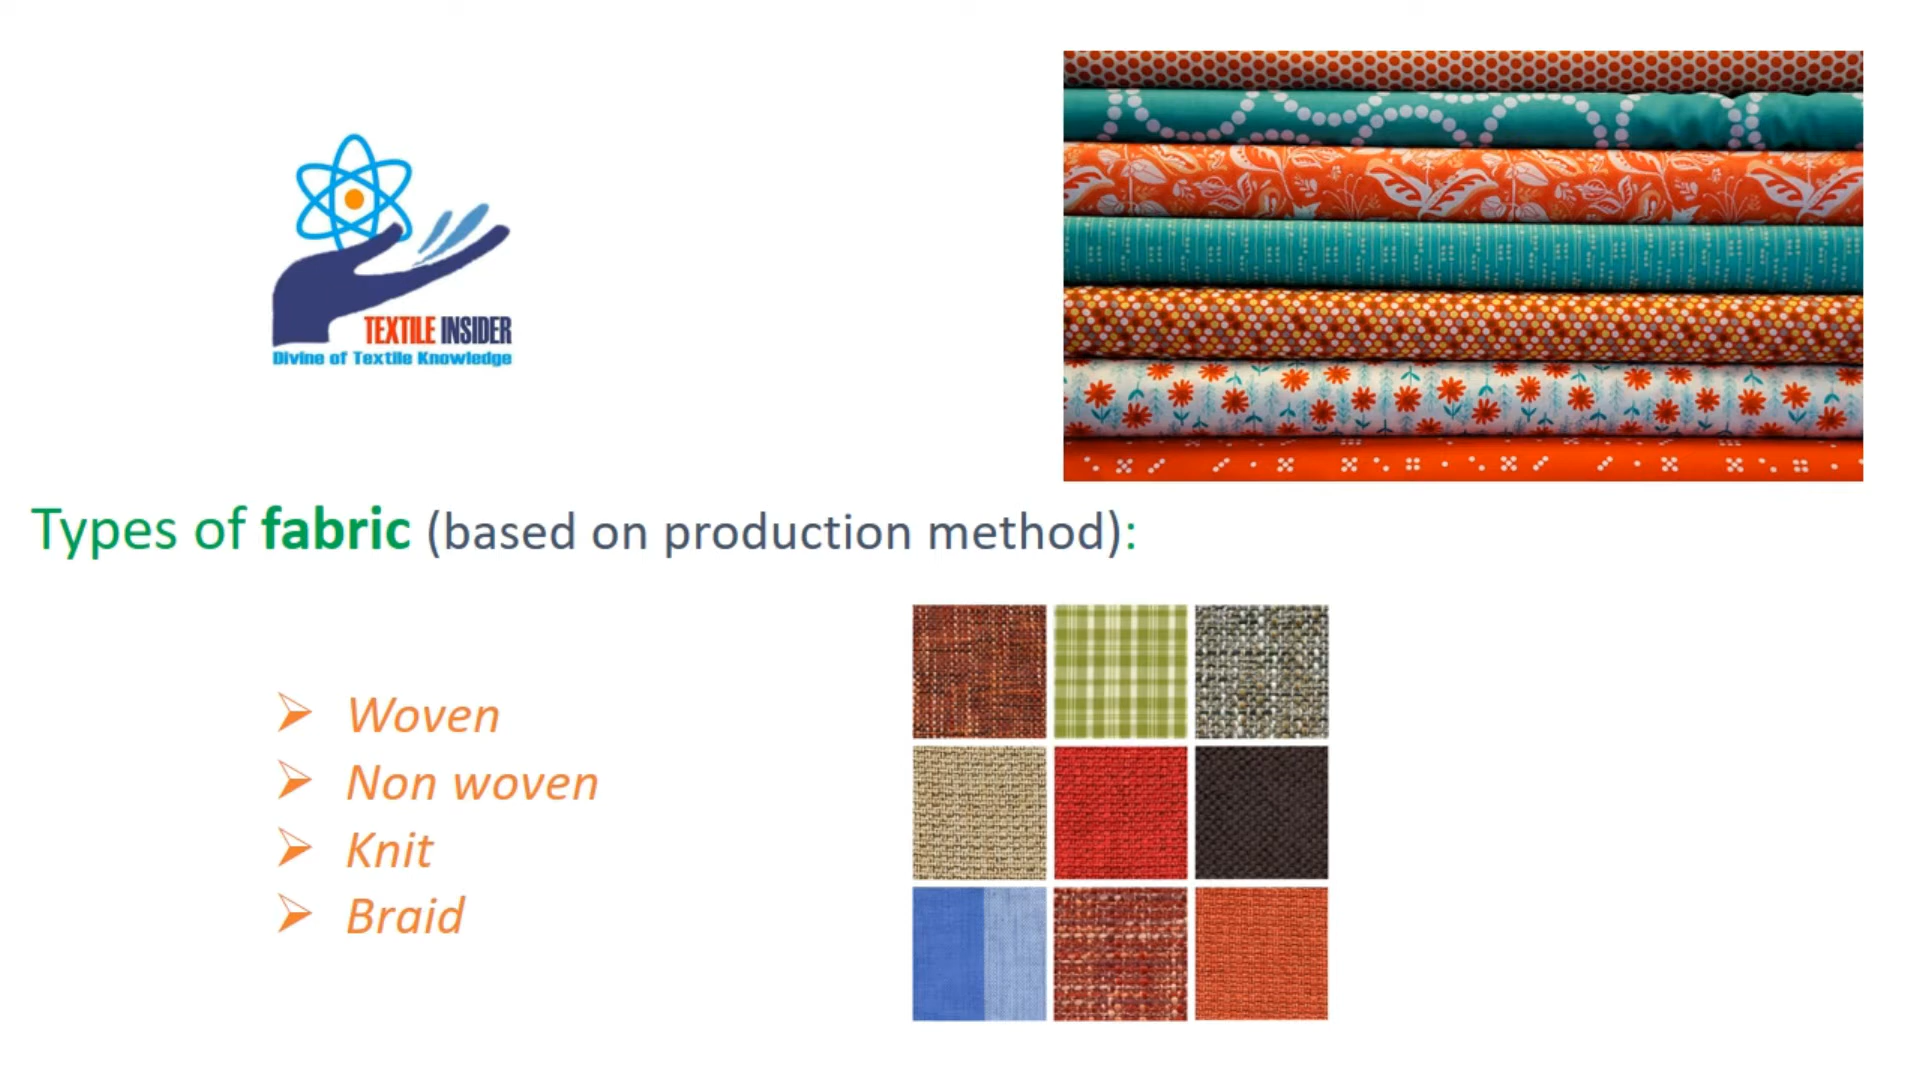 TEXTILE INSIDER
Divine of Textile Knowledge
Types of fabric (based on production method):
Woven
Non woven
Knit
Braid